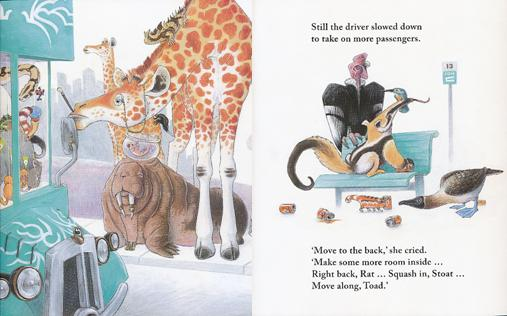 Still the driver slowed down
to take on more passengers.
13
'Move to the back,' she cried.
'Make some more room inside ...
Right back, Rat ... Squash in, Stoat ...
Move along, Toad.'